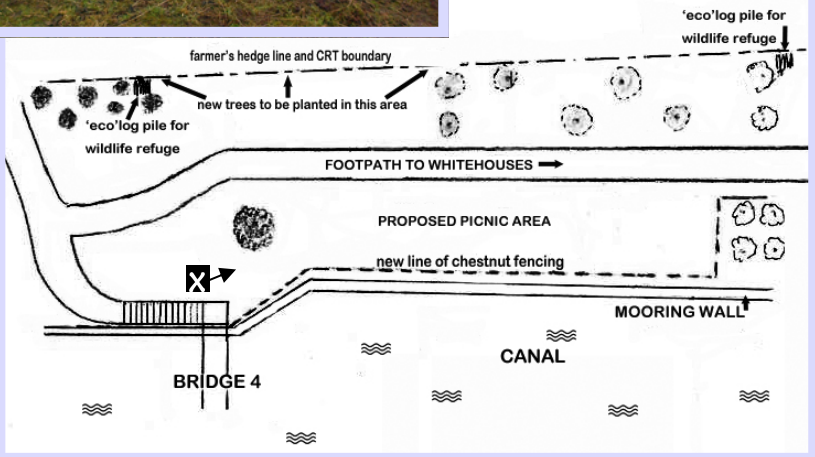 'eco'log pile for
wildlife refuge
farmer's hedge line and CRT boundary
new trees to be planted in this area
'eco'log pile for
wildlife refuge
FOOTPATH TO WHITEHOUSES
PROPOSED PICNIC AREA
new line of chestnut fencing
X
MOORING WALL
CANAL
BRIDGE 4